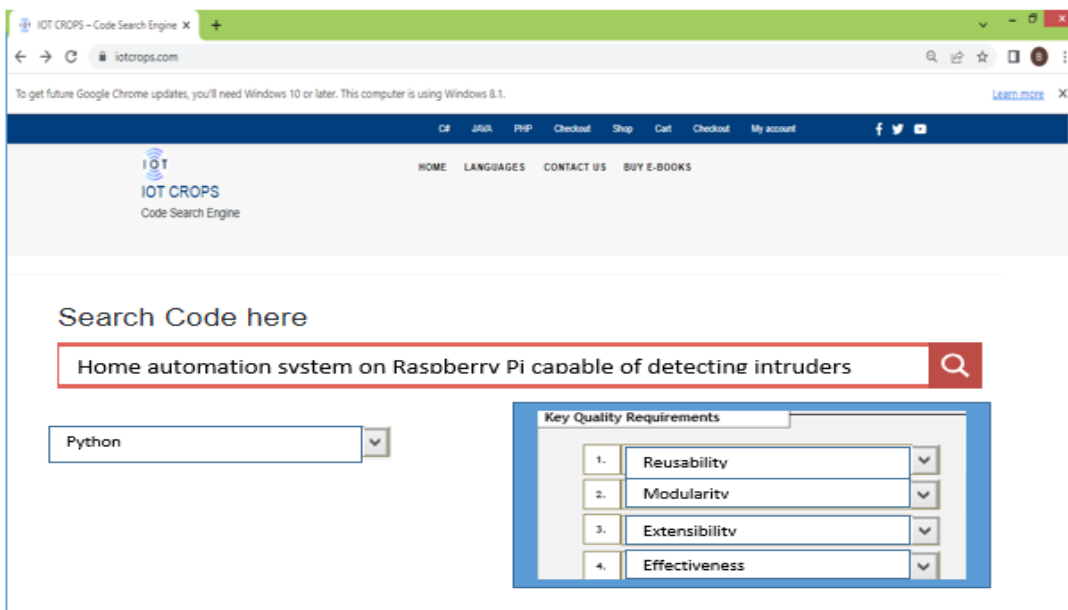 IOT CROPS – Code Search Engine
iotcrops.com
To get future Google Chrome updates, you'll need Windows 10 or later. This computer is using Windows 8.1. Learn more
C# JAVA PHP Checkout Shop Cart Checkout My account
IOT
HOME LANGUAGES CONTACT US BUY E-BOOKS
IOT CROPS
Code Search Engine
Search Code here
Home automation system on Raspberry Pi capable of detecting intruders
Python
Key Quality Requirements
1. Reusability
2. Modularity
3. Extensibility
4. Effectiveness